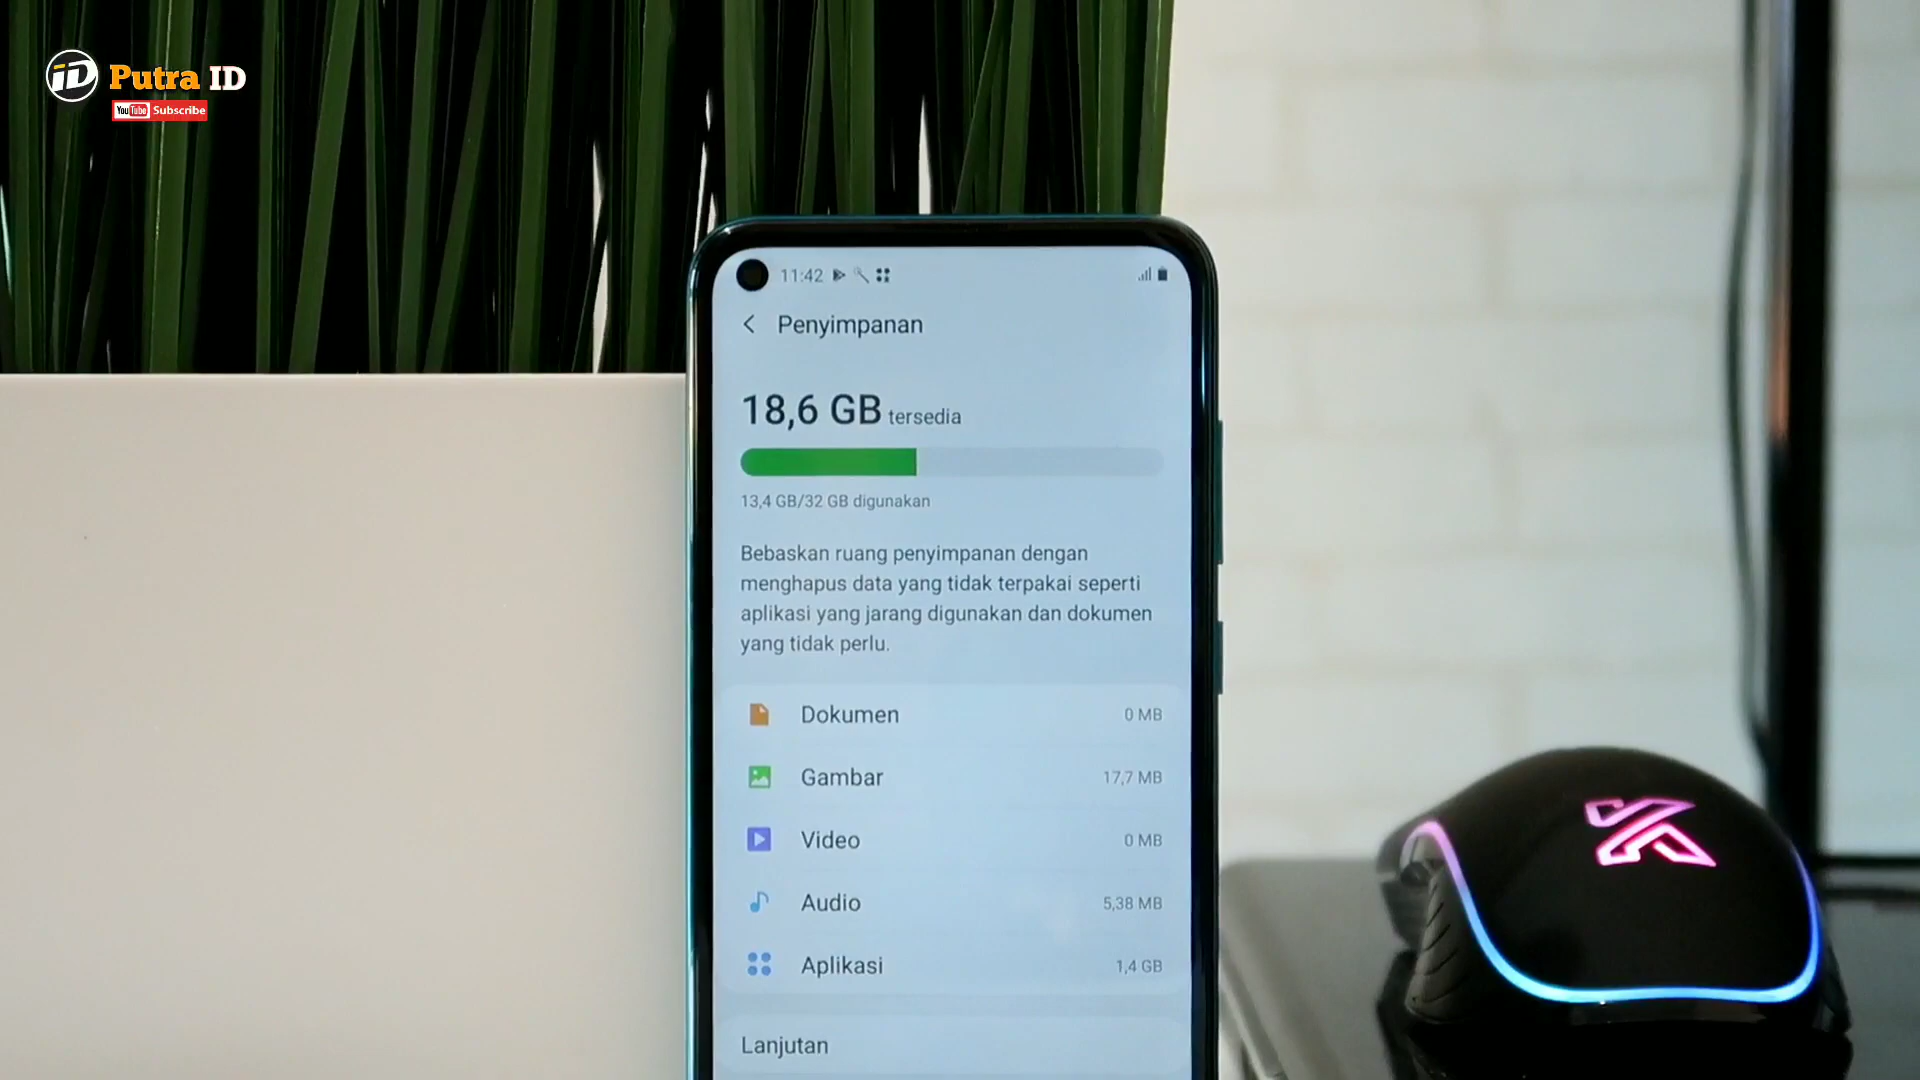 iD Putra ID
YouTube Subscribe
11:42
Penyimpanan
18,6 GB tersedia
13,4 GB/32 GB digunakan
Bebaskan ruang penyimpanan dengan
menghapus data yang tidak terpakai seperti
aplikasi yang jarang digunakan dan dokumen
yang tidak perlu.
Dokumen 0 MB
Gambar 17,7 MB
Video 0 MB
Audio 5,38 MB
Aplikasi 1,4 GB
Lanjutan